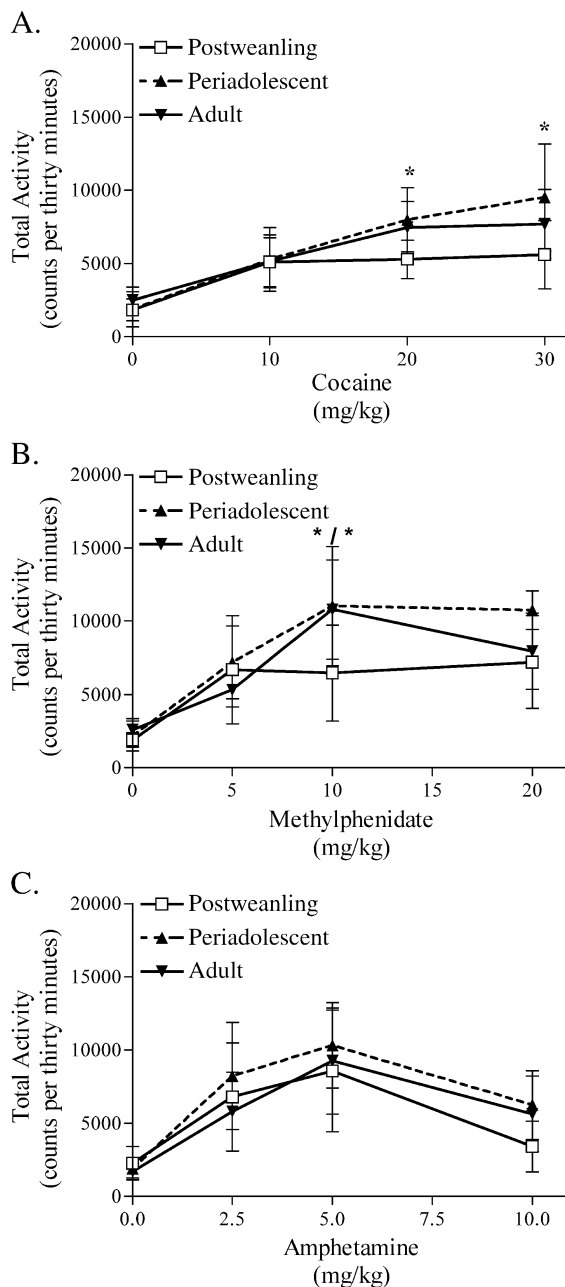 A.
Total Activity
(counts per thirty minutes)
20000
15000
10000
5000
0
Postweanling
Periadolescent
Adult
*
*
0 10 20 30
Cocaine
(mg/kg)
B.
Total Activity
(counts per thirty minutes)
20000
15000
10000
5000
0
Postweanling
Periadolescent
Adult
* / *
0 5 10 15 20
Methylphenidate
(mg/kg)
C.
Total Activity
(counts per thirty minutes)
20000
15000
10000
5000
0
Postweanling
Periadolescent
Adult
0.0 2.5 5.0 7.5 10.0
Amphetamine
(mg/kg)